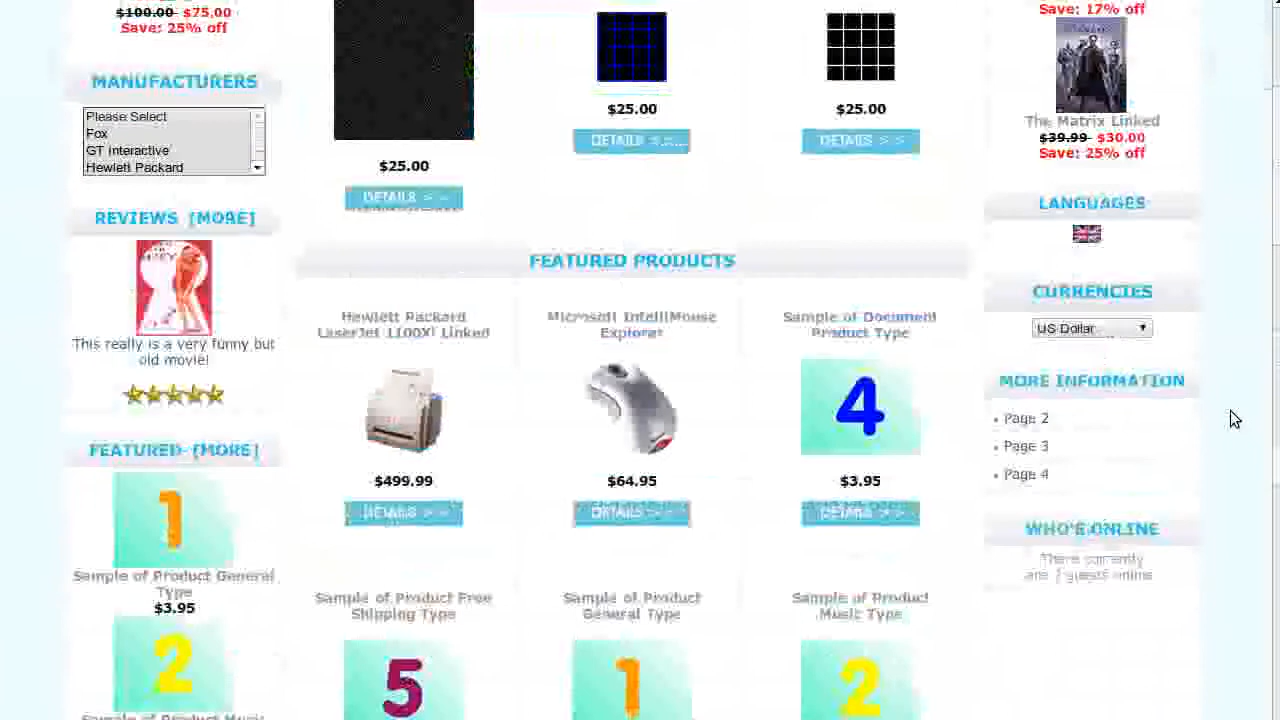 $100.00 $75.00
Save: 25% off
MANUFACTURERS
Please Select
Fox
GT Interactive
Hewlett Packard
REVIEWS [MORE]
This really is a very funny but
old movie!
FEATURED [MORE]
1
Sample of Product General
Type
$3.95
2
Sample of Product Music
$25.00
DETAILS > >
$25.00
DETAILS > >
$25.00
DETAILS > >
FEATURED PRODUCTS
Hewlett Packard
LaserJet 1100Xi Linked
$499.99
DETAILS > >
Microsoft IntelliMouse
Explorer
$64.95
DETAILS > >
Sample of Document
Product Type
4
$3.95
DETAILS > >
Sample of Product Free
Shipping Type
5
Sample of Product
General Type
1
Sample of Product
Music Type
2
Save: 17% off
The Matrix Linked
$39.99 $30.00
Save: 25% off
LANGUAGES
CURRENCIES
US Dollar
MORE INFORMATION
Page 2
Page 3
Page 4
WHO'S ONLINE
There currently
are 7 guests online